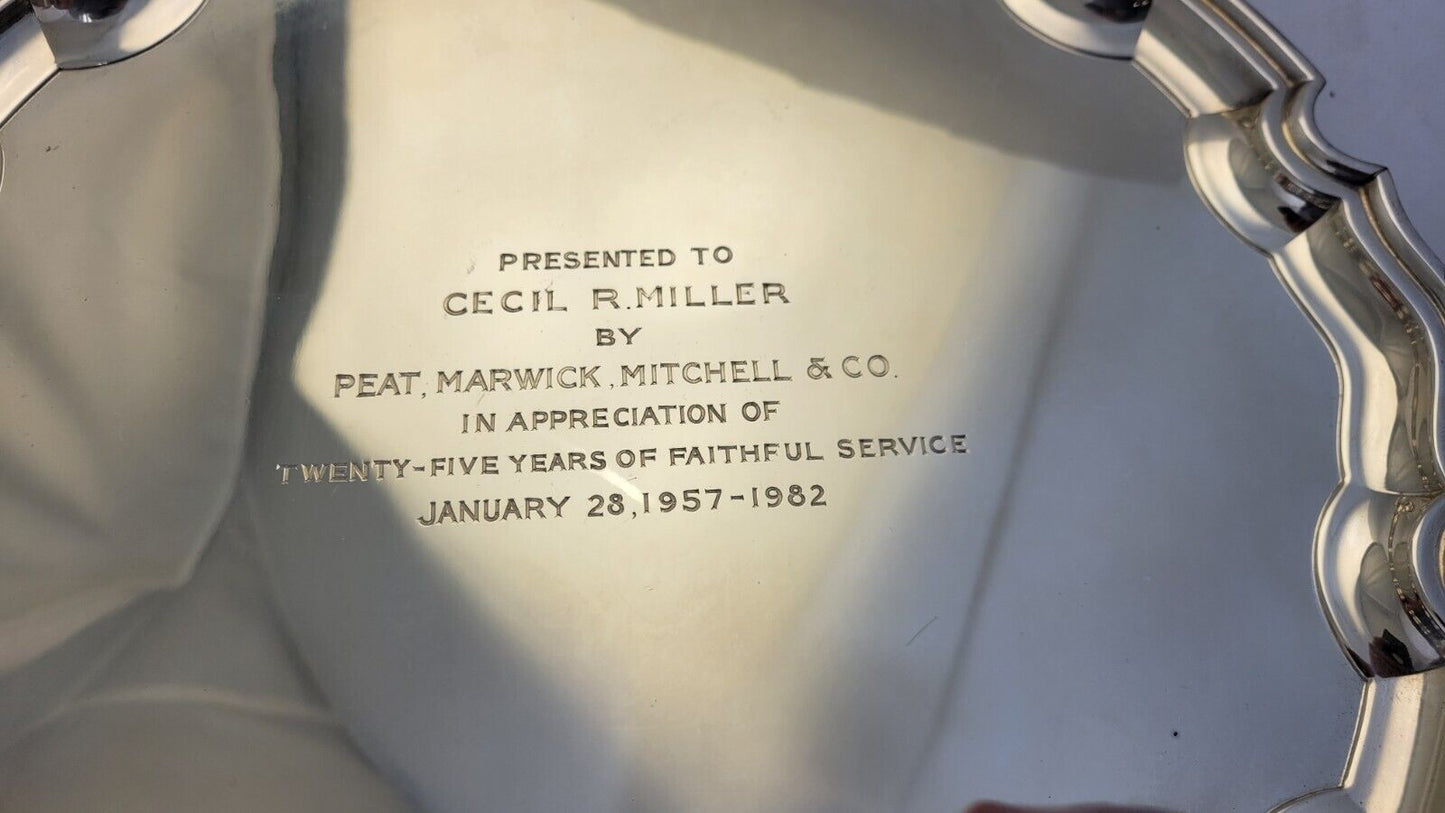 PRESENTED TO
CECIL R. MILLER
BY
PEAT, MARWICK, MITCHELL & CO.
IN APPRECIATION OF
TWENTY-FIVE YEARS OF FAITHFUL SERVICE
JANUARY 28, 1957-1982